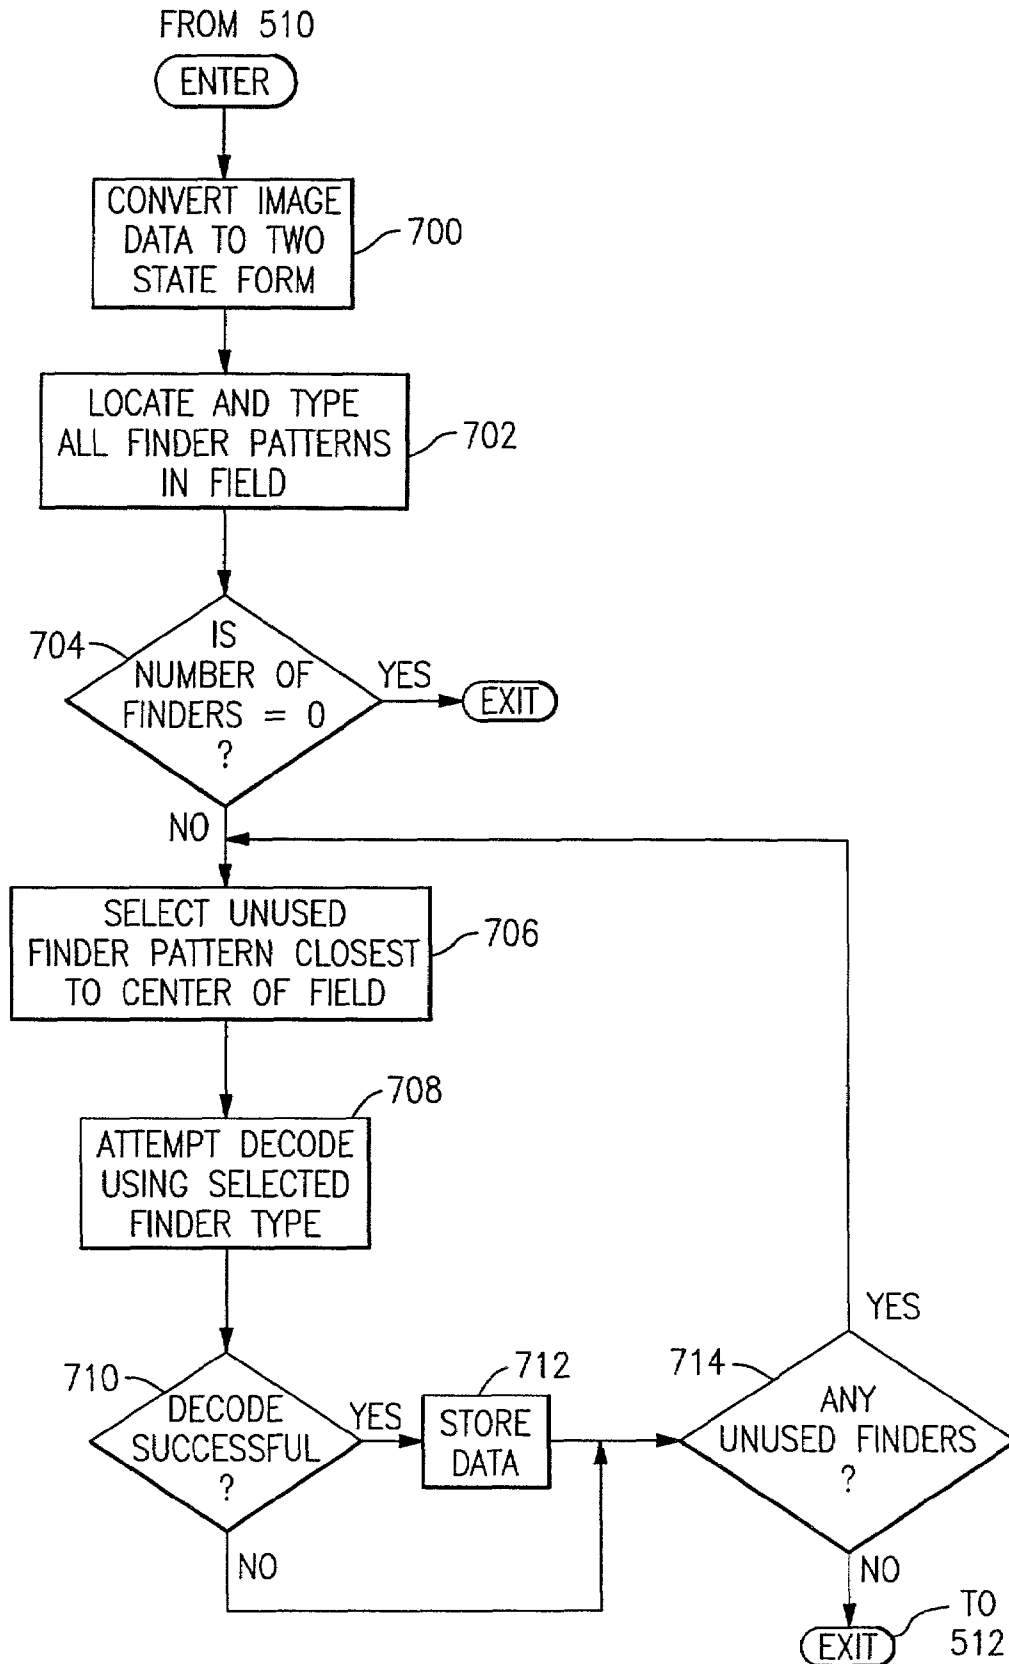 FROM 510
ENTER
CONVERT IMAGE
DATA TO TWO
STATE FORM
700
LOCATE AND TYPE
ALL FINDER PATTERNS
IN FIELD
702
704
IS
NUMBER OF
FINDERS = 0
?
YES
EXIT
NO
SELECT UNUSED
FINDER PATTERN CLOSEST
TO CENTER OF FIELD
706
708
ATTEMPT DECODE
USING SELECTED
FINDER TYPE
710
DECODE
SUCCESSFUL
?
YES
712
STORE
DATA
714
YES
ANY
UNUSED FINDERS
?
NO
NO
EXIT
TO
512